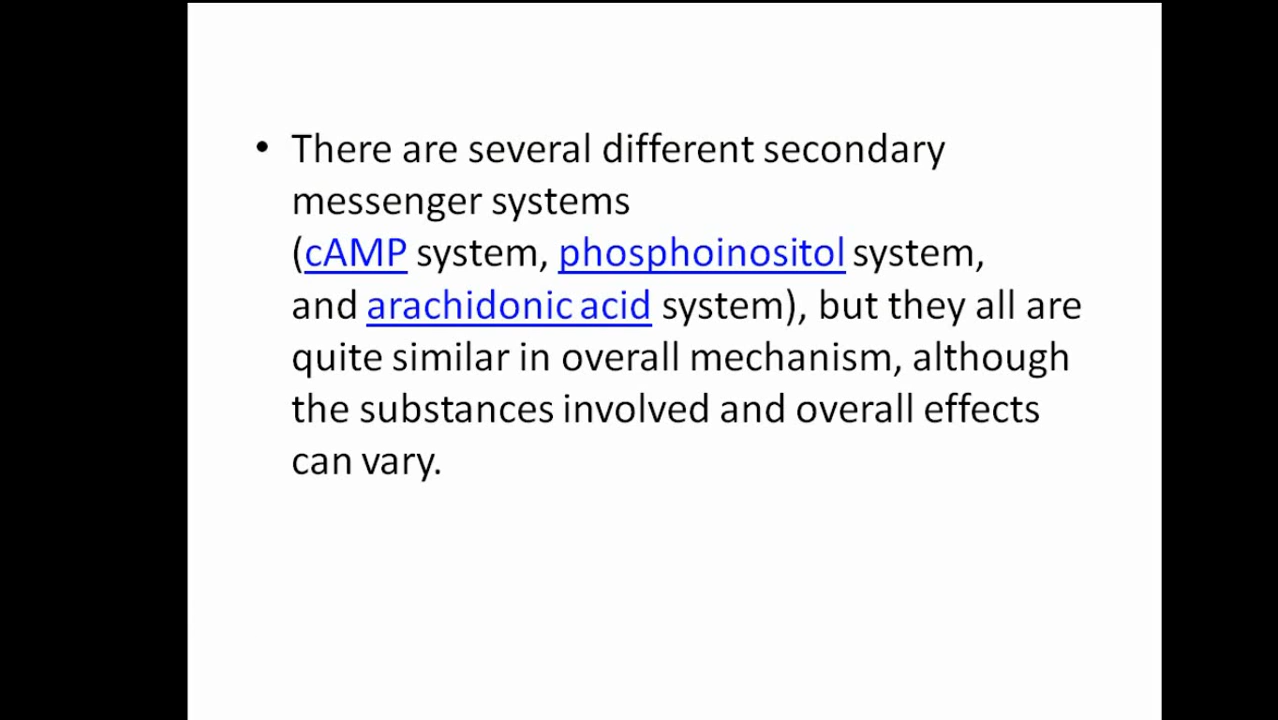 • There are several different secondary
messenger systems
(cAMP system, phosphoinositol system,
and arachidonic acid system), but they all are
quite similar in overall mechanism, although
the substances involved and overall effects
can vary.